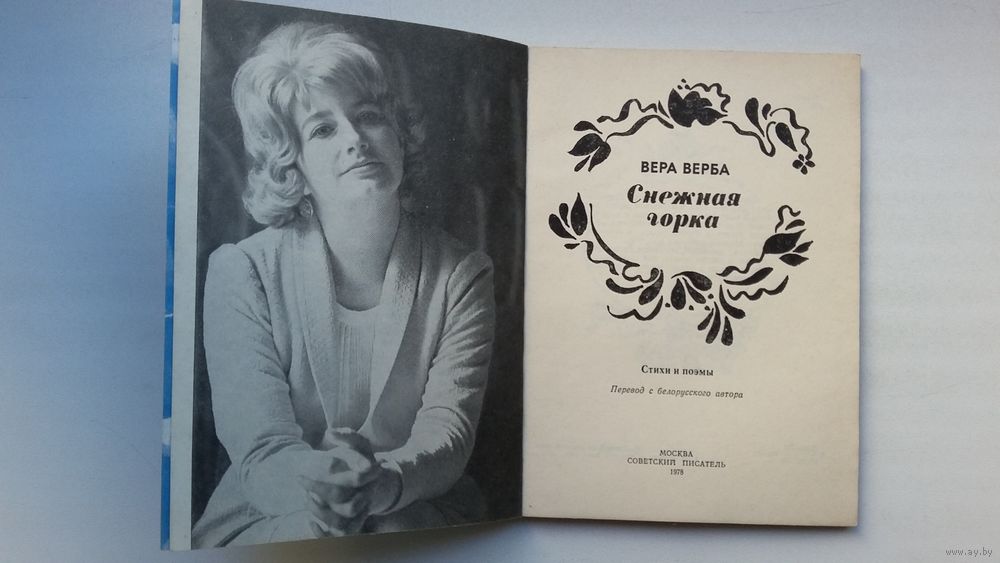 ВЕРА ВЕРБА
Снежная
горка
Стихи и поэмы
Перевод с белорусского автора
МОСКВА
СОВЕТСКИЙ ПИСАТЕЛЬ
1978
www.ay.by